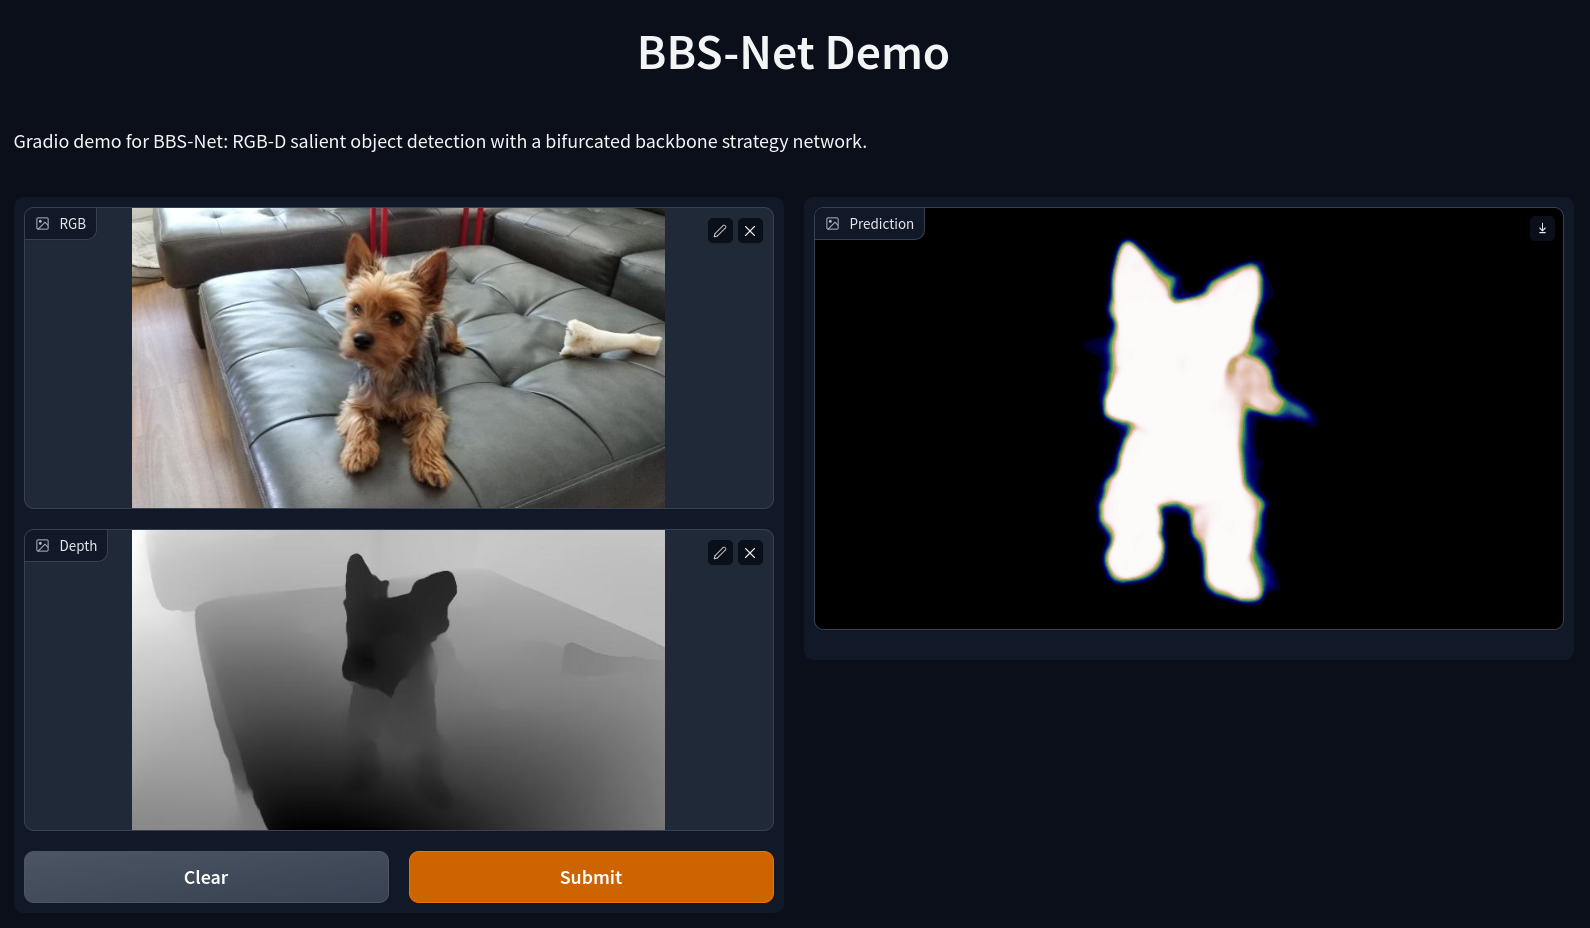 BBS-Net Demo
Gradio demo for BBS-Net: RGB-D salient object detection with a bifurcated backbone strategy network.
RGB
Prediction
Depth
Clear
Submit